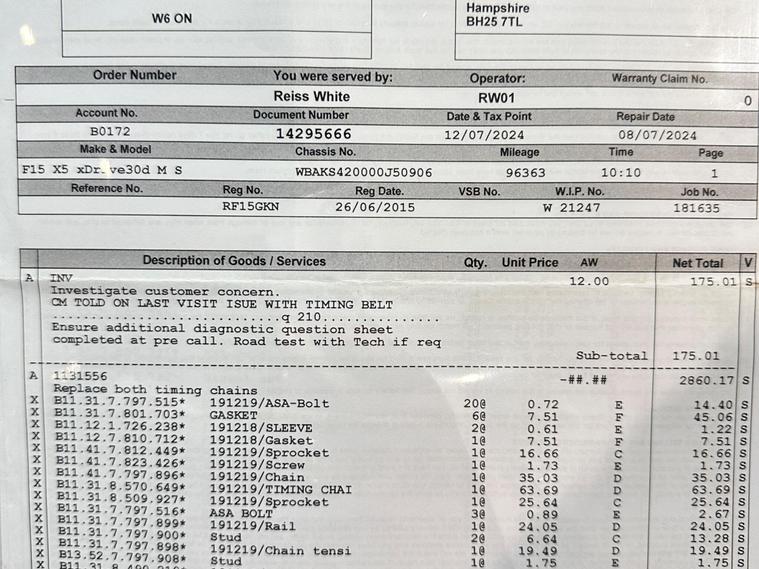 W6 ON
Hampshire
BH25 7TL
Order Number You were served by: Operator: Warranty Claim No.
Reiss White RW01 0
Account No. Document Number Date & Tax Point Repair Date
B0172 14295666 12/07/2024 08/07/2024
Make & Model Chassis No. Mileage Time Page
F15 X5 xDr.ve30d M S WBAKS420000J50906 96363 10:10 1
Reference No. Reg No. Reg Date. VSB No. W.I.P. No. Job No.
RF15GKN 26/06/2015 W 21247 181635
Description of Goods / Services Qty. Unit Price AW Net Total V
A INV 12.00 175.01 S
Investigate customer concern.
CM TOLD ON LAST VISIT ISUE WITH TIMING BELT
.............................q 210...............
Ensure additional diagnostic question sheet
completed at pre call. Road test with Tech if req
Sub-total 175.01
A 1131556 -##.## 2860.17 S
Replace both timing chains
X B11.31.7.797.515* 191219/ASA-Bolt 20@ 0.72 E 14.40 S
X B11.31.7.801.703* GASKET 6@ 7.51 F 45.06 S
X B11.12.1.726.238* 191218/SLEEVE 2@ 0.61 E 1.22 S
X B11.12.7.810.712* 191218/Gasket 1@ 7.51 F 7.51 S
X B11.41.7.812.449* 191219/Sprocket 1@ 16.66 C 16.66 S
X B11.41.7.823.426* 191219/Screw 1@ 1.73 E 1.73 S
X B11.41.7.797.896* 191219/Chain 1@ 35.03 D 35.03 S
X B11.31.8.570.649* 191219/TIMING CHAI 1@ 63.69 D 63.69 S
X B11.31.8.509.927* 191219/Sprocket 1@ 25.64 C 25.64 S
X B11.31.7.797.516* ASA BOLT 3@ 0.89 E 2.67 S
X B11.31.7.797.899* 191219/Rail 1@ 24.05 D 24.05 S
X B11.31.7.797.900* Stud 2@ 6.64 C 13.28 S
X B11.31.7.797.898* 191219/Chain tensi 1@ 19.49 D 19.49 S
X B13.52.7.797.908* Stud 1@ 1.75 E 1.75 S